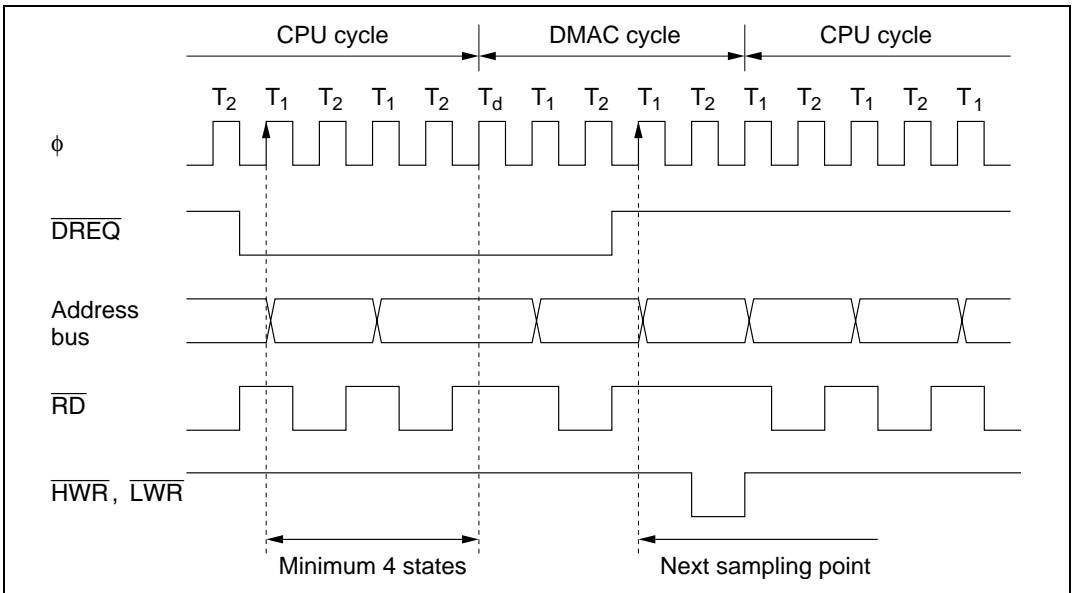 CPU cycle DMAC cycle CPU cycle
T2 T1 T2 T1 T2 Td T1 T2 T1 T2 T1 T2 T1 T2 T1
ϕ
DREQ
Address
bus
RD
HWR, LWR
Minimum 4 states Next sampling point